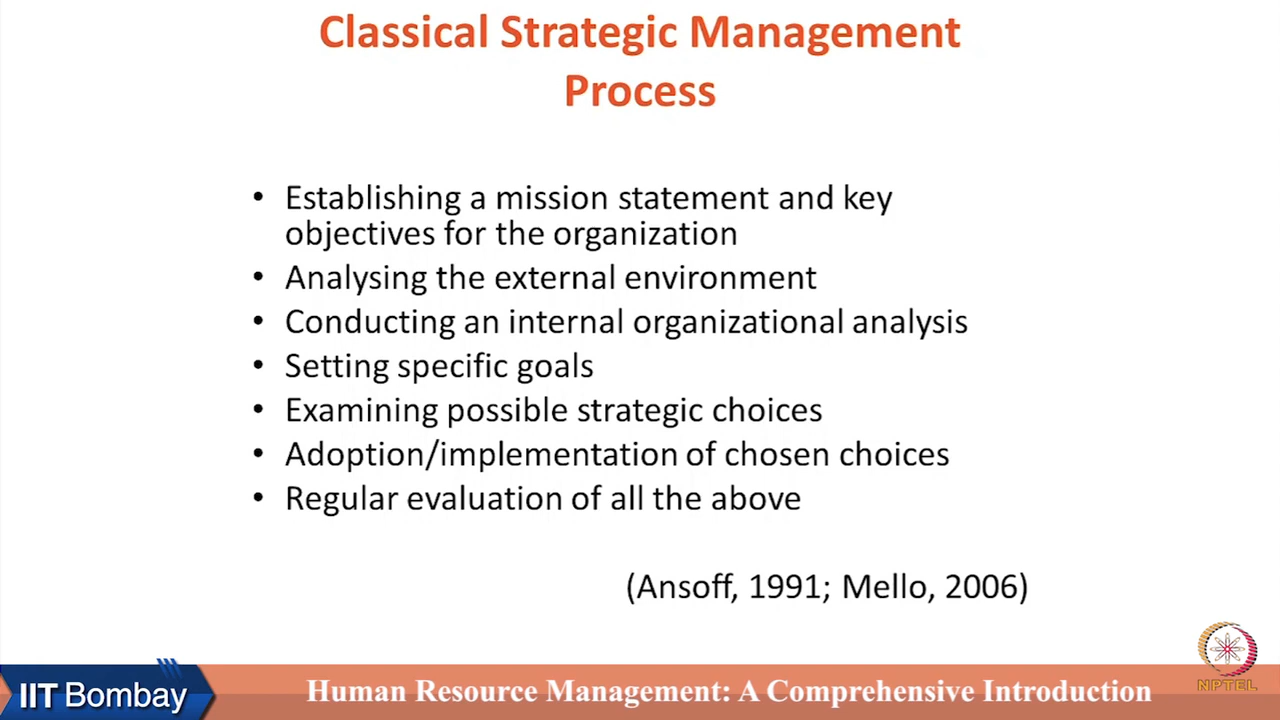 Classical Strategic Management
Process
• Establishing a mission statement and key
objectives for the organization
• Analysing the external environment
• Conducting an internal organizational analysis
• Setting specific goals
• Examining possible strategic choices
• Adoption/implementation of chosen choices
• Regular evaluation of all the above
(Ansoff, 1991; Mello, 2006)
NPTEL
IIT Bombay
Human Resource Management: A Comprehensive Introduction